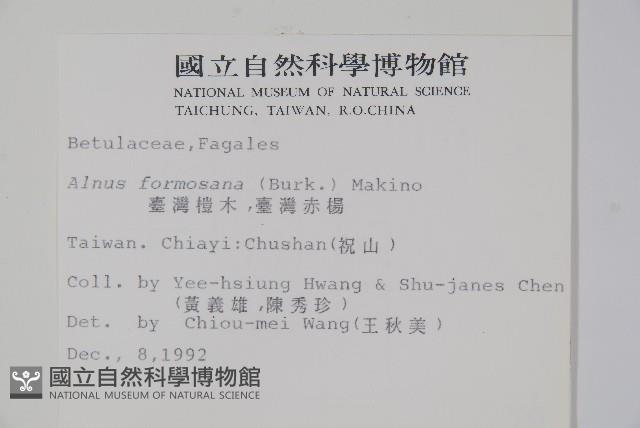 國立自然科學博物館
NATIONAL MUSEUM OF NATURAL SCIENCE
TAICHUNG, TAIWAN, R.O.CHINA
Betulaceae,Fagales
Alnus formosana (Burk.) Makino
臺灣榿木,臺灣赤楊
Taiwan. Chiayi:Chushan(祝山)
Coll. by Yee-hsiung Hwang & Shu-janes Chen
(黃義雄,陳秀珍)
Det. by Chiou-mei Wang(王秋美)
Dec., 8,1992
國立自然科學博物館
NATIONAL MUSEUM OF NATURAL SCIENCE